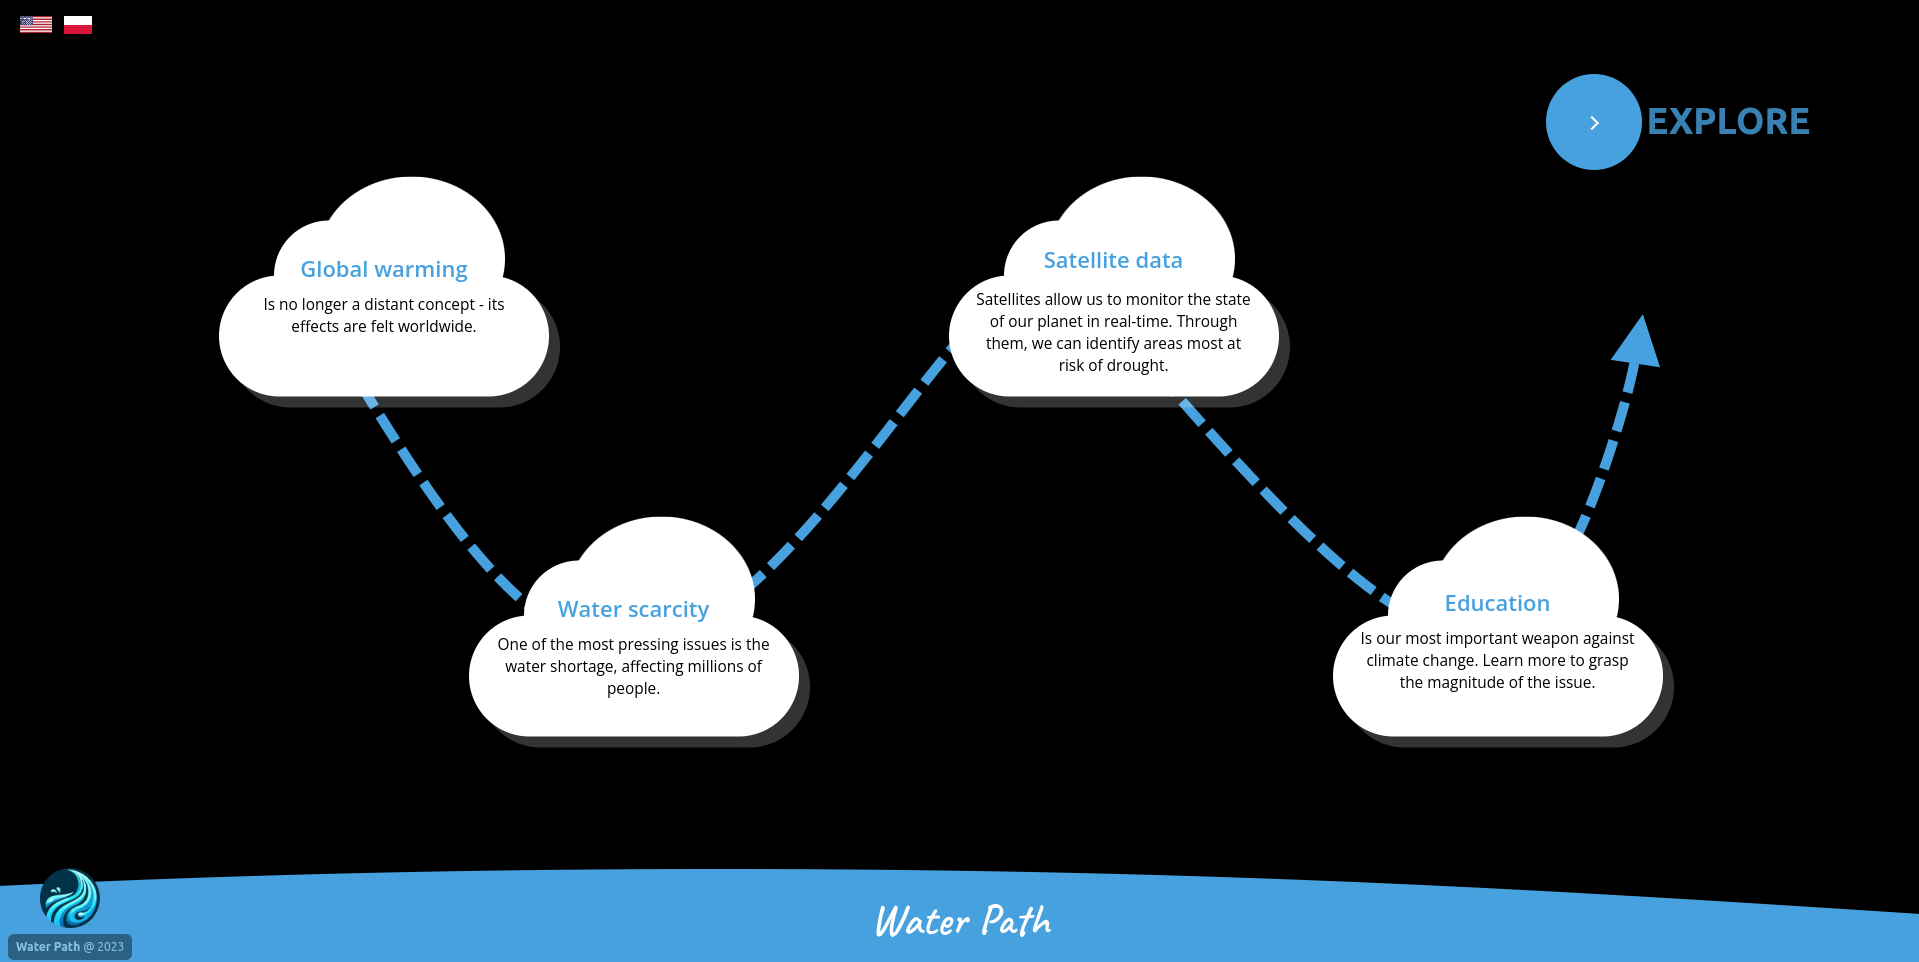 EXPLORE
Global warming
Is no longer a distant concept - its
effects are felt worldwide.
Satellite data
Satellites allow us to monitor the state
of our planet in real-time. Through
them, we can identify areas most at
risk of drought.
Water scarcity
One of the most pressing issues is the
water shortage, affecting millions of
people.
Education
Is our most important weapon against
climate change. Learn more to grasp
the magnitude of the issue.
Water Path
Water Path @ 2023